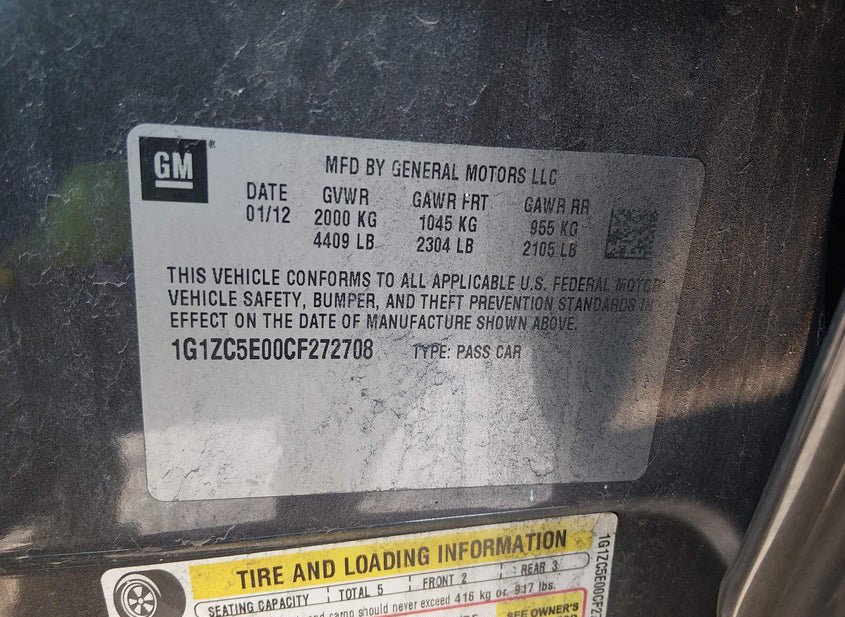 GM
MFD BY GENERAL MOTORS LLC
DATE GVWR GAWR FRT GAWR RR
01/12 2000 KG 1045 KG 955 KG
4409 LB 2304 LB 2105 LB
THIS VEHICLE CONFORMS TO ALL APPLICABLE U.S. FEDERAL MOTOR
VEHICLE SAFETY, BUMPER, AND THEFT PREVENTION STANDARDS IN
EFFECT ON THE DATE OF MANUFACTURE SHOWN ABOVE.
1G1ZC5E00CF272708 TYPE: PASS CAR
TIRE AND LOADING INFORMATION
SEATING CAPACITY TOTAL 5 FRONT 2 REAR 3
should never exceed 416 kg or 917 lbs.
SEE OWNER'S
1G1ZC5E00CF2